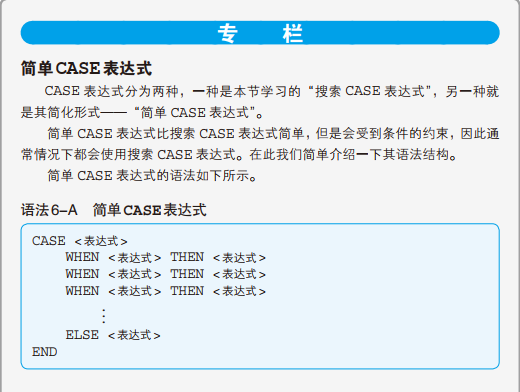 专 栏
简单CASE表达式
CASE 表达式分为两种，一种是本节学习的“搜索 CASE 表达式”，另一种就
是其简化形式——“简单 CASE 表达式”。
简单 CASE 表达式比搜索 CASE 表达式简单，但是会受到条件的约束，因此通
常情况下都会使用搜索 CASE 表达式。在此我们简单介绍一下其语法结构。
简单 CASE 表达式的语法如下所示。
语法6-A 简单CASE表达式
CASE <表达式>
WHEN <表达式> THEN <表达式>
WHEN <表达式> THEN <表达式>
WHEN <表达式> THEN <表达式>
⋮
ELSE <表达式>
END